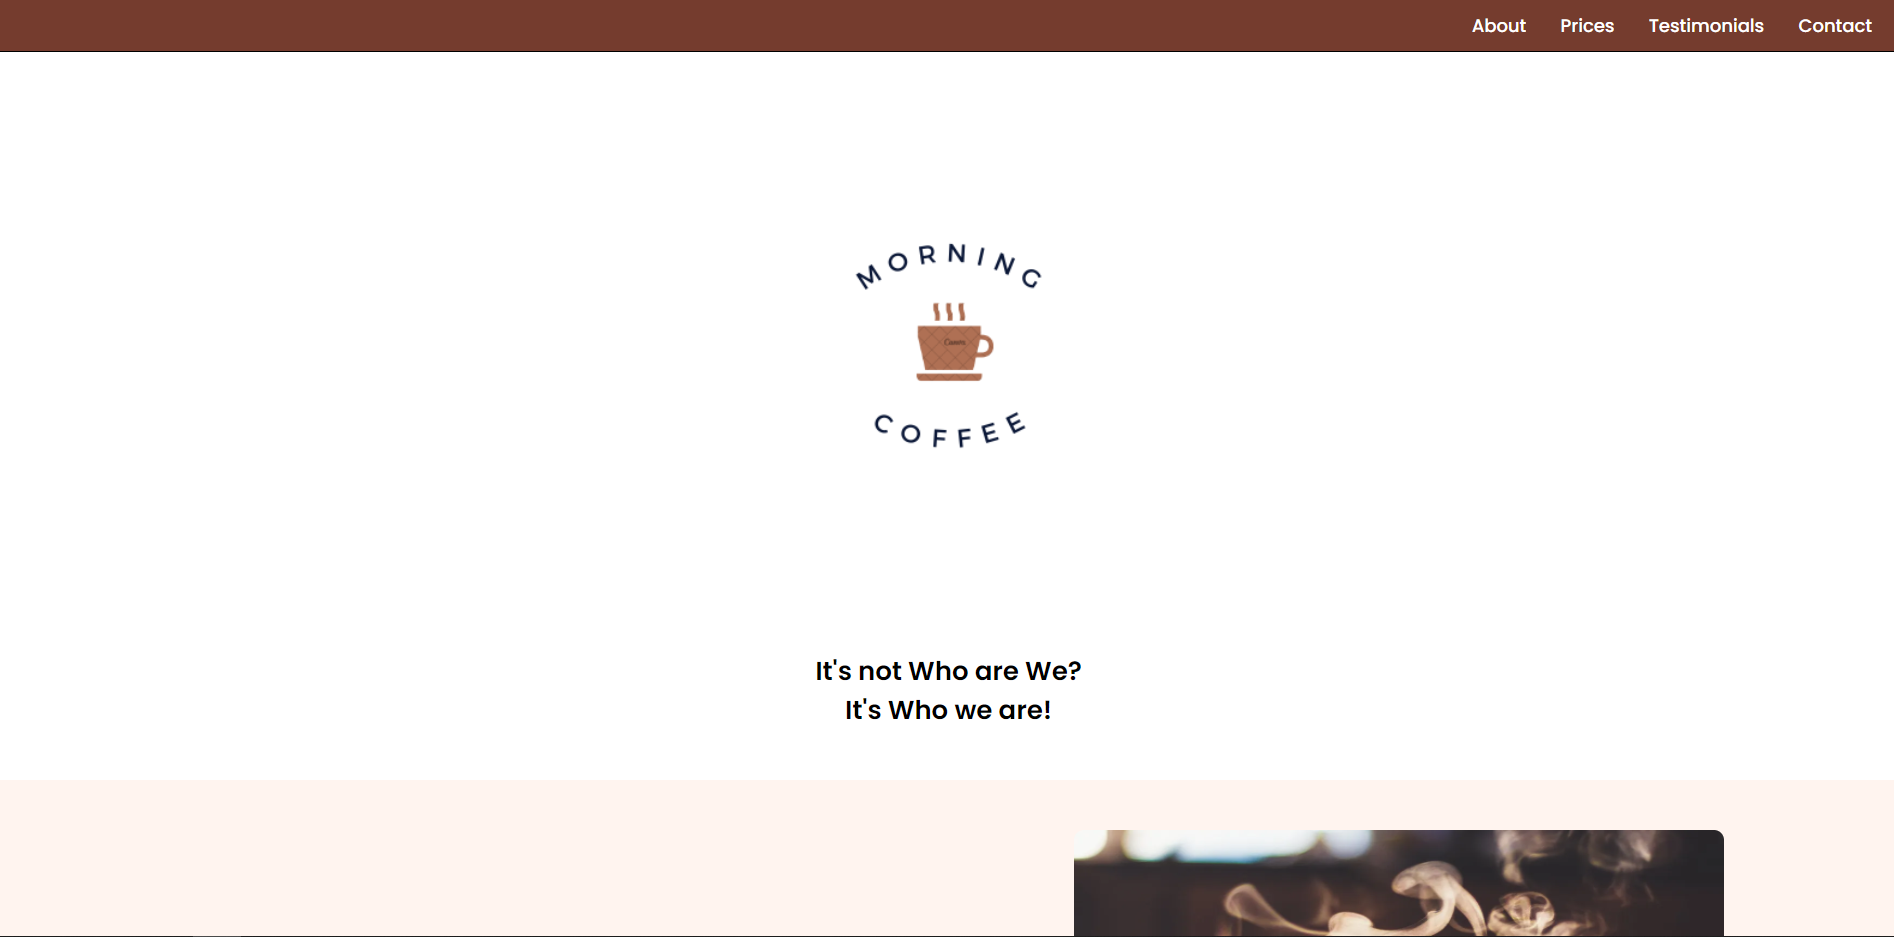 About Prices Testimonials Contact
MORNING
COFFEE
It's not Who are We?
It's Who we are!